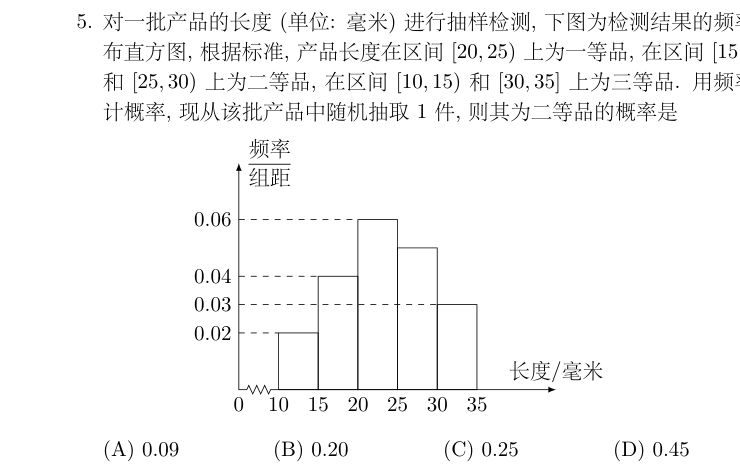 5. 对一批产品的长度 (单位: 毫米) 进行抽样检测, 下图为检测结果的频
布直方图, 根据标准, 产品长度在区间 [20, 25) 上为一等品, 在区间 [15
和 [25, 30) 上为二等品, 在区间 [10, 15) 和 [30, 35] 上为三等品. 用频
计概率, 现从该批产品中随机抽取 1 件, 则其为二等品的概率是
频率
组距
0.06
0.04
0.03
0.02
长度/毫米
0 10 15 20 25 30 35
(A) 0.09 (B) 0.20 (C) 0.25 (D) 0.45